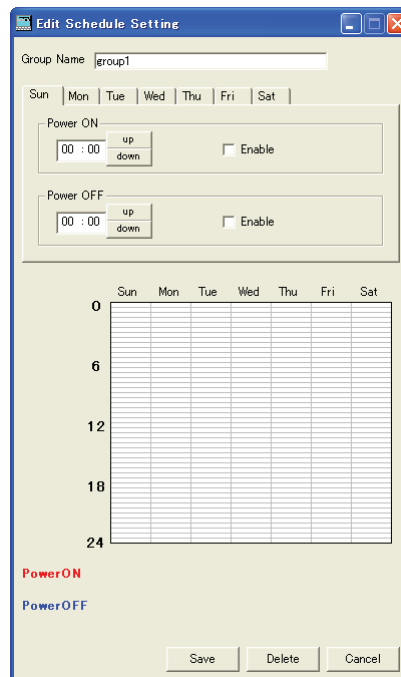 Edit Schedule Setting
Group Name group1
Sun Mon Tue Wed Thu Fri Sat
Power ON
00 : 00 up down Enable
Power OFF
00 : 00 up down Enable
Sun Mon Tue Wed Thu Fri Sat
0
6
12
18
24
PowerON
PowerOFF
Save Delete Cancel